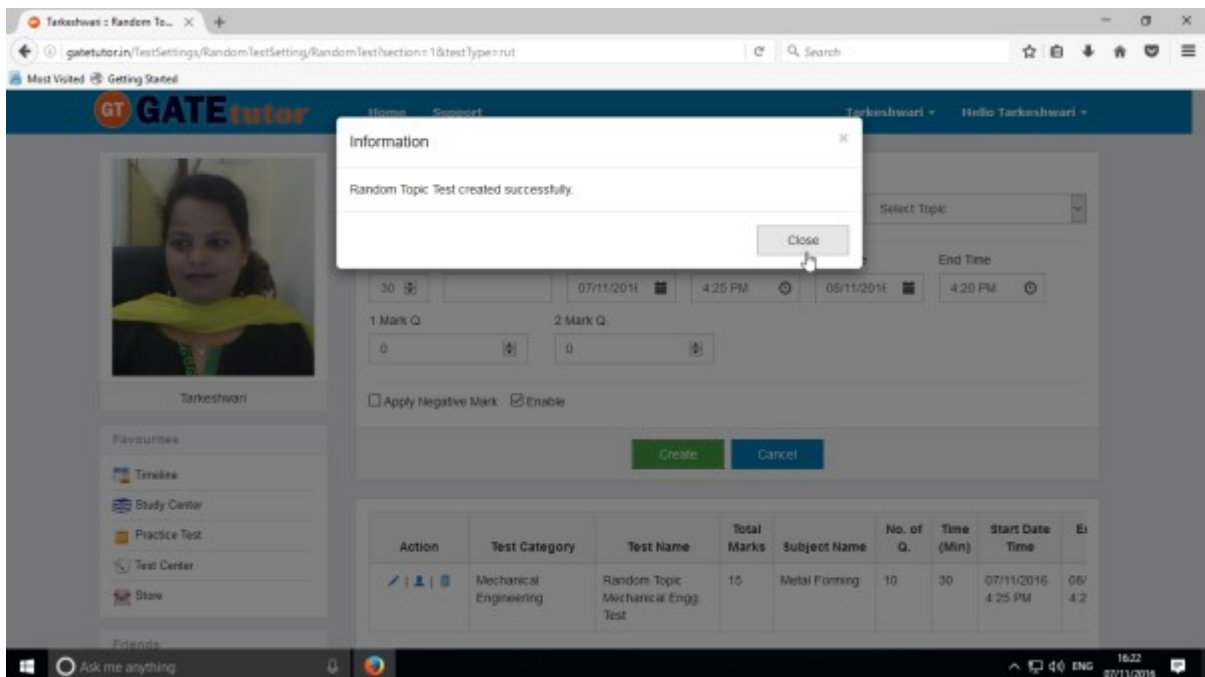 Tarkeshwari :: Random To...
gatetutor.in/TestSettings/RandomTestSetting/RandomTest?section=1&testType=rut
Search
Most Visited Getting Started
GT GATEtutor Home Support Tarkeshwari Hello Tarkeshwari
Information
Random Topic Test created successfully.
Close
Select Topic
End Time
30 07/11/2016 4:25 PM 08/11/2016 4:20 PM
1 Mark Q. 2 Mark Q.
0 0
Apply Negative Mark Enable
Create Cancel
Tarkeshwari
Favourites
Timeline
Study Center
Practice Test
Test Center
Store
Friends
Action Test Category Test Name Total Marks Subject Name No. of Q. Time (Min) Start Date Time
Mechanical Engineering Random Topic Mechanical Engg Test 15 Metal Forming 10 30 07/11/2016 4:25 PM
Ask me anything
ENG 16:22
07/11/2016